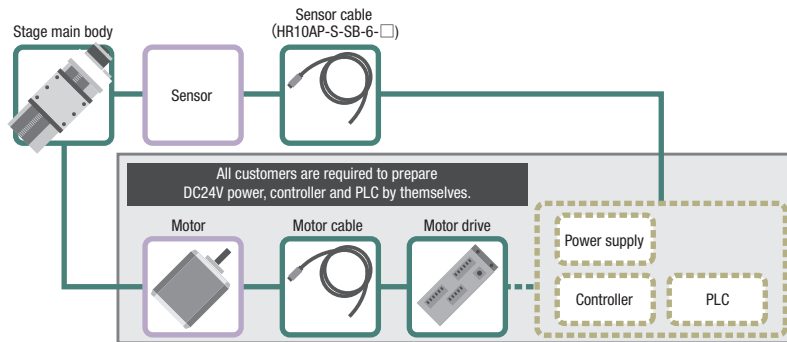 Stage main body
Sensor cable
(HR10AP-S-SB-6-□)
Sensor
All customers are required to prepare
DC24V power, controller and PLC by themselves.
Motor
Motor cable
Motor drive
Power supply
Controller
PLC